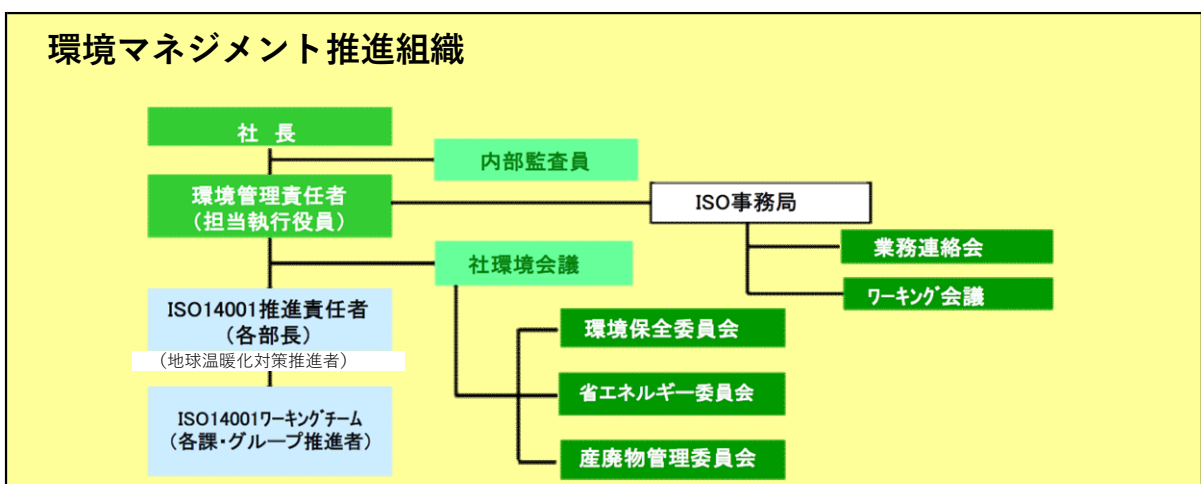 環境マネジメント推進組織
社 長
内部監査員
環境管理責任者
(担当執行役員)
ISO事務局
業務連絡会
社環境会議
ワーキング会議
ISO14001推進責任者
(各部長)
(地球温暖化対策推進者)
環境保全委員会
省エネルギー委員会
ISO14001ワーキングチーム
(各課・グループ推進者)
産廃物管理委員会